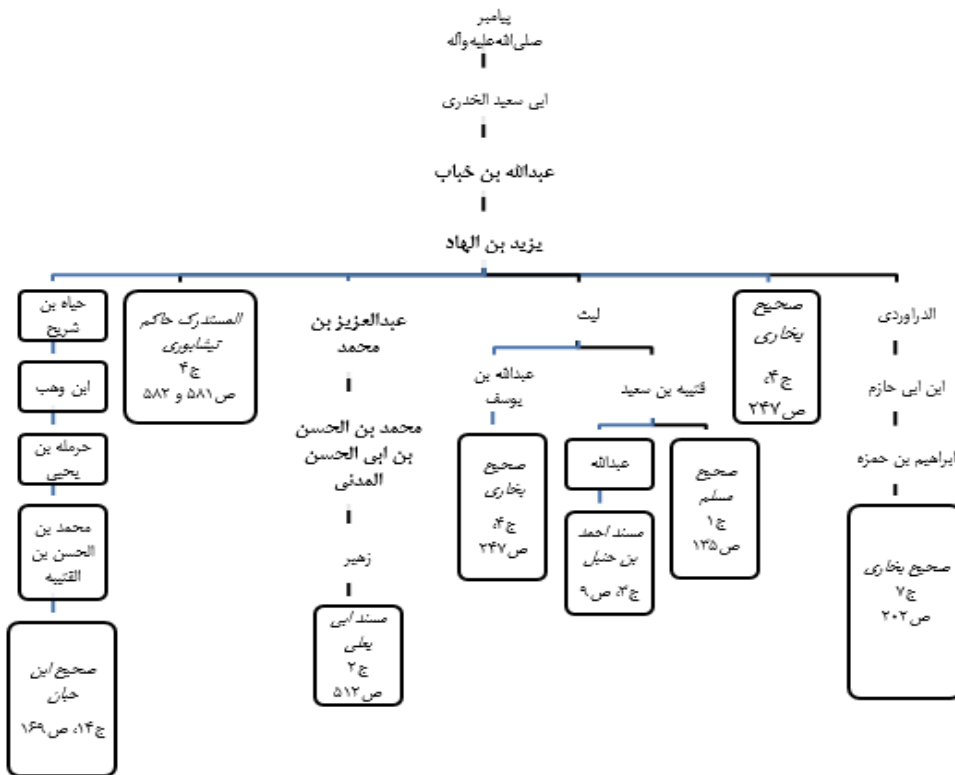 پیامبر
صلی‌الله‌علیه‌وآله
ابی سعید الخدری
عبدالله بن خباب
یزید بن الهاد
الدراوردی
ابن ابی حازم
ابراهیم بن حمزه
صحیح بخاری
ج۷
ص۲۰۲
صحیح
بخاری
ج۴،
ص۲۴۷
لیث
قتیبه بن سعید
صحیح
مسلم
ج۱
ص۱۳۵
عبدالله
مسند احمد
بن حنبل
ج۳، ص۹
عبدالله بن
یوسف
صحیح
بخاری
ج۴،
ص۲۴۷
عبدالعزیز بن
محمد
محمد بن الحسن
بن ابی الحسن
المدنی
زهیر
مسند ابی
یعلی
ج۲
ص۵۱۲
المستدرک حاکم
نیشابوری
ج۴
ص۵۸۱ و ۵۸۲
حیاه بن
شریح
ابن وهب
حرمله بن
یحیی
محمد بن
الحسن بن
القتیبه
صحیح ابن
حبان
ج۱۴، ص۱۶۹